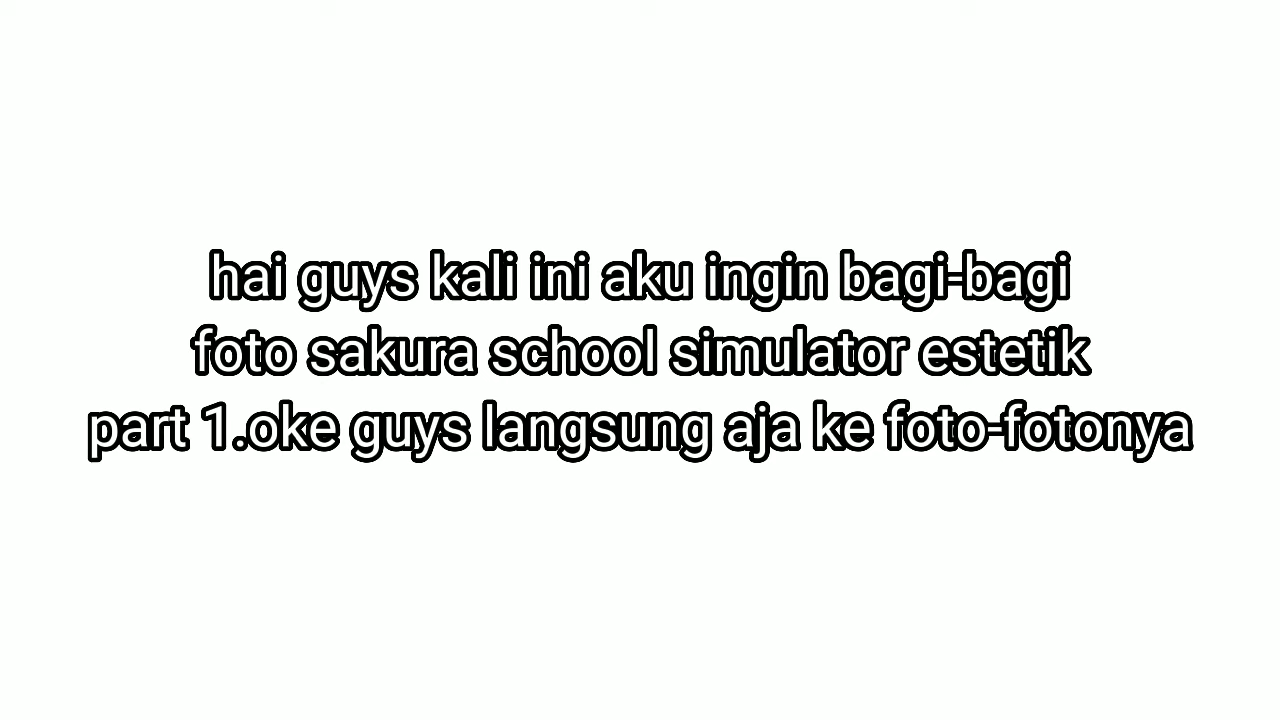 hai guys kali ini aku ingin bagi-bagi
foto sakura school simulator estetik
part 1.oke guys langsung aja ke foto-fotonya